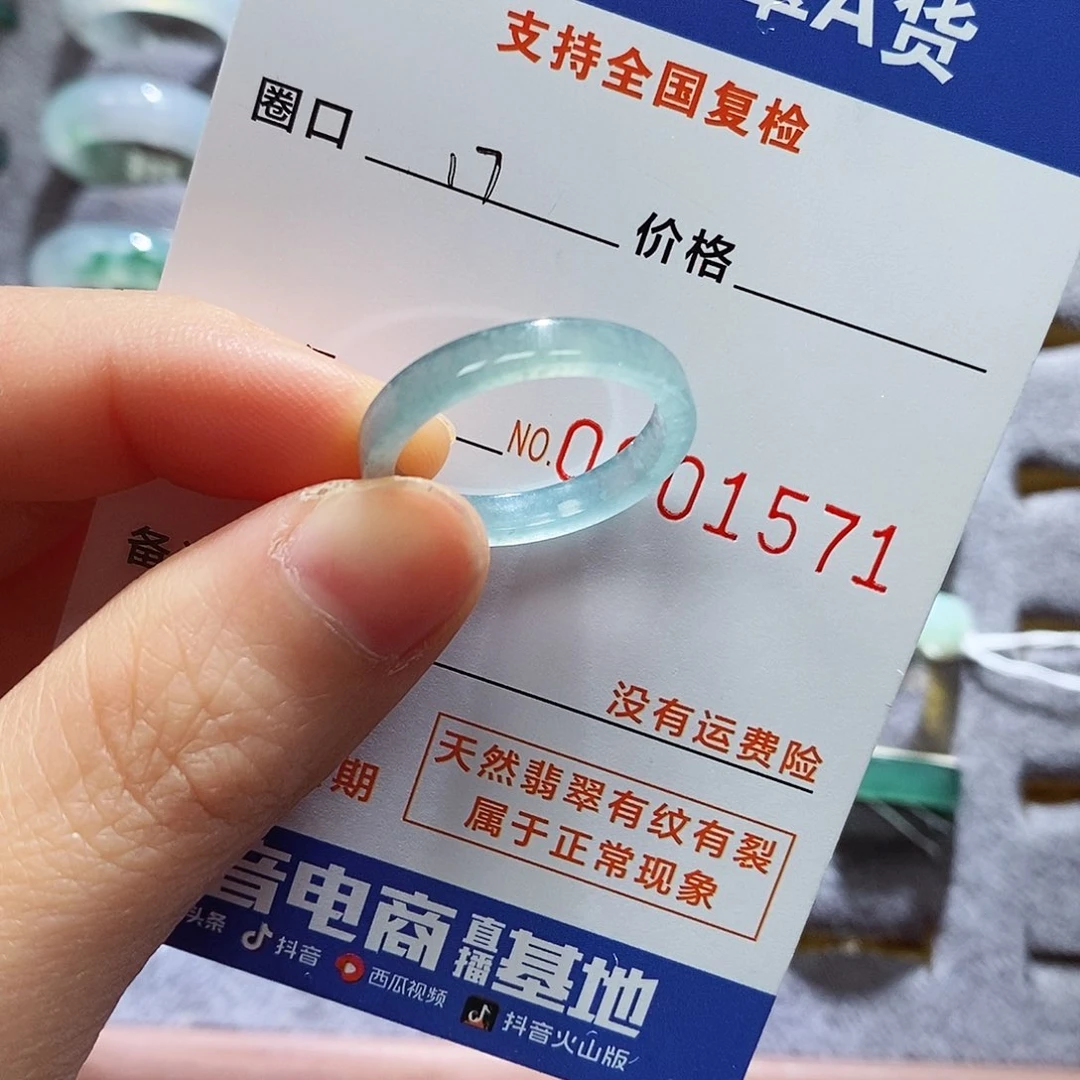 A货
支持全国复检
圈口 17 价格
NO. 0 01571
没有运费险
期
天然翡翠有纹有裂
属于正常现象
音电商直播基地
头条 抖音 西瓜视频 抖音火山版